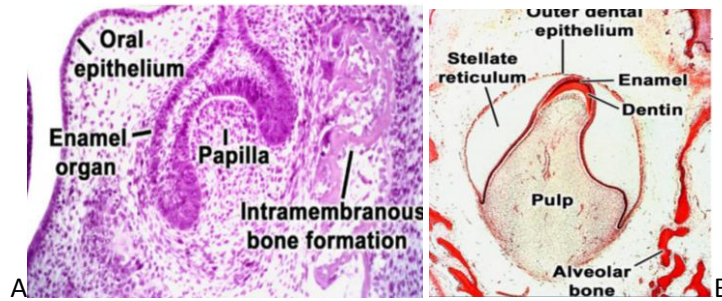 Oral
epithelium
Enamel
organ
Papilla
Intramembranous
bone formation
A
Outer dental
epithelium
Stellate
reticulum
Enamel
Dentin
Pulp
Alveolar
bone